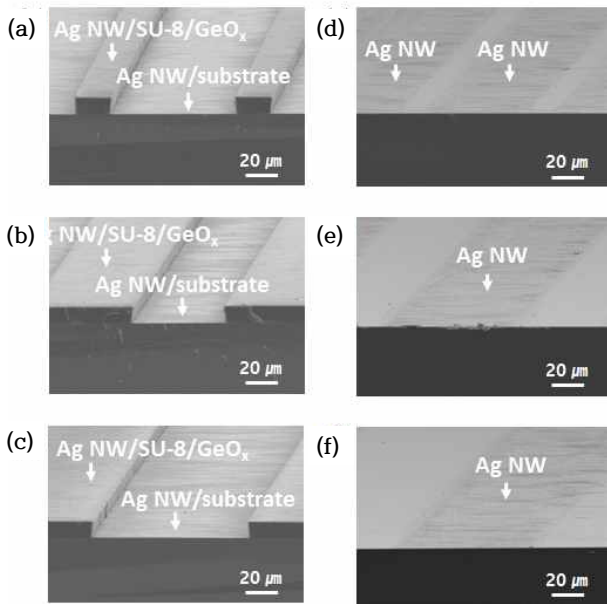 (a)
Ag NW/SU-8/GeOₓ
Ag NW/substrate
20 ㎛
(d)
Ag NW
Ag NW
20 ㎛
(b)
g NW/SU-8/GeOₓ
Ag NW/substrate
20 ㎛
(e)
Ag NW
20 ㎛
(c)
Ag NW/SU-8/GeOₓ
Ag NW/substrate
20 ㎛
(f)
Ag NW
20 ㎛